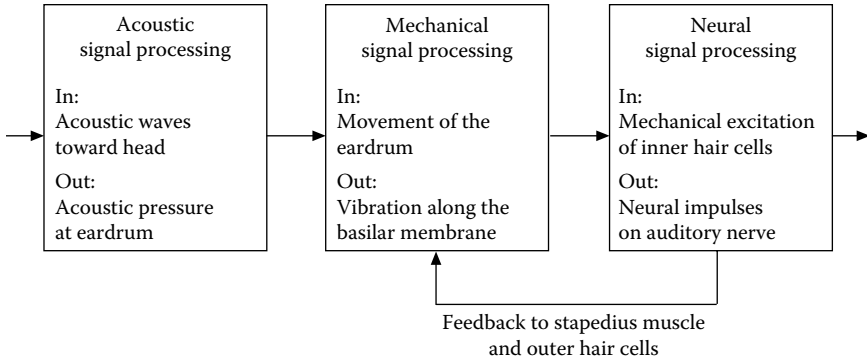 Acoustic
signal processing
In:
Acoustic waves
toward head
Out:
Acoustic pressure
at eardrum
Mechanical
signal processing
In:
Movement of the
eardrum
Out:
Vibration along the
basilar membrane
Neural
signal processing
In:
Mechanical excitation
of inner hair cells
Out:
Neural impulses
on auditory nerve
Feedback to stapedius muscle
and outer hair cells